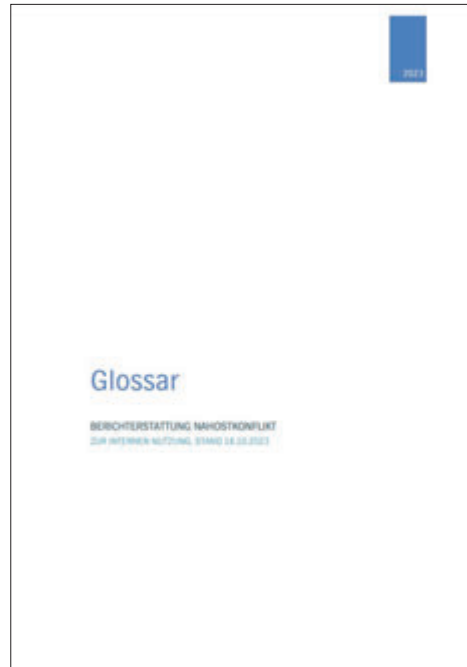 2023
Glossar
BERICHTERSTATTUNG NAHOSTKONFLIKT
ZUR INTERNEN NUTZUNG, STAND 18.10.2023